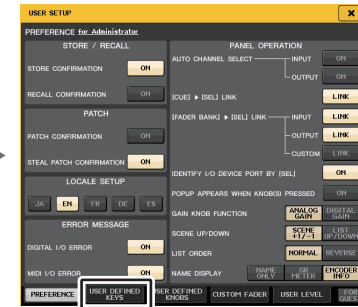 USER SETUP
PREFERENCE for Administrator
STORE / RECALL
STORE CONFIRMATION ON
RECALL CONFIRMATION ON
PATCH
PATCH CONFIRMATION ON
STEAL PATCH CONFIRMATION ON
LOCALE SETUP
JA EN FR DE ES
ERROR MESSAGE
DIGITAL I/O ERROR ON
MIDI I/O ERROR ON
PANEL OPERATION
AUTO CHANNEL SELECT INPUT ON
OUTPUT ON
[CUE] ▶ [SEL] LINK LINK
[FADER BANK] ▶ [SEL] LINK INPUT LINK
OUTPUT LINK
CUSTOM LINK
IDENTIFY I/O DEVICE PORT BY [SEL] ON
POPUP APPEARS WHEN KNOB(S) PRESSED ON
GAIN KNOB FUNCTION ANALOG GAIN DIGITAL GAIN
SCENE UP/DOWN SCENE +1/-1 LIST UP/DOWN
LIST ORDER NORMAL REVERSE
NAME DISPLAY NAME ONLY GR METER ENCODER INFO
PREFERENCE USER DEFINED KEYS USER DEFINED KNOBS CUSTOM FADER USER LEVEL FOR GUEST